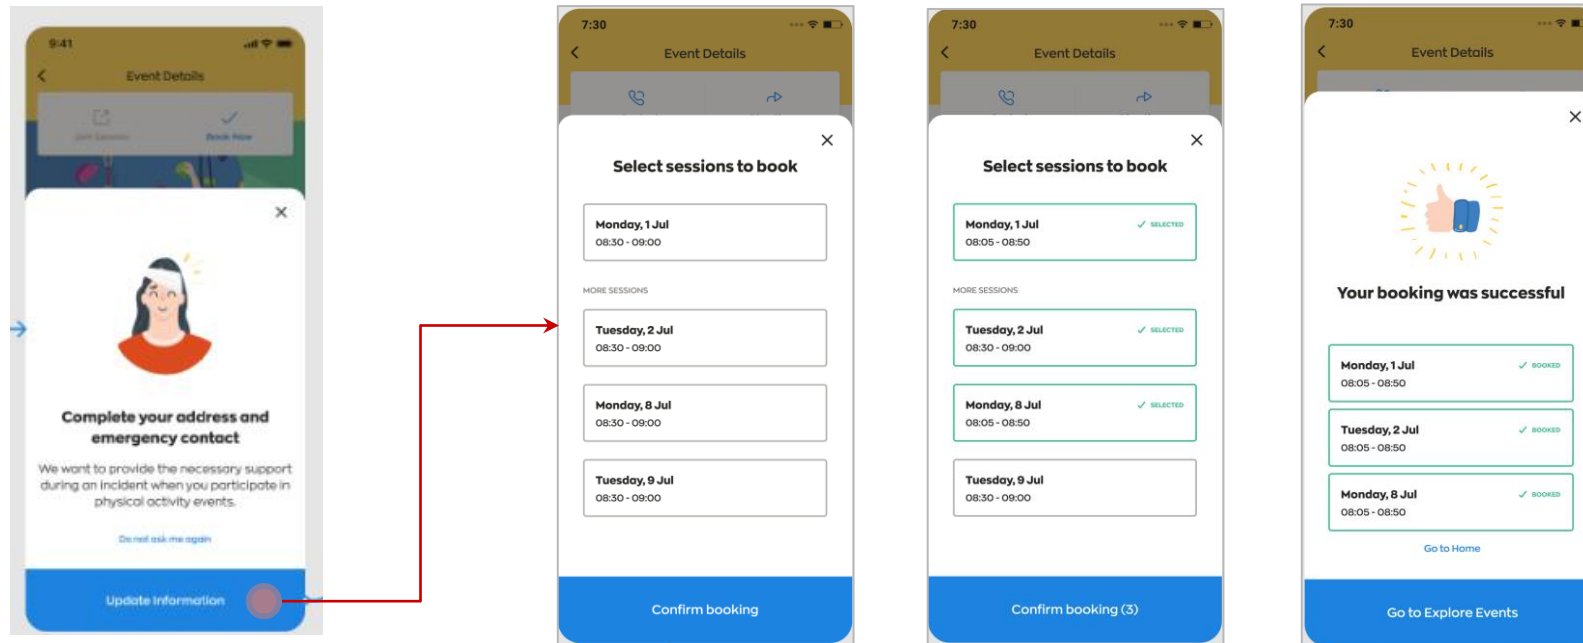 9:41
Event Details
Join Session
Book Now
Complete your address and
emergency contact
We want to provide the necessary support
during an incident when you participate in
physical activity events.
Do not ask me again
Update Information
7:30
Event Details
Select sessions to book
Monday, 1 Jul
08:30 - 09:00
MORE SESSIONS
Tuesday, 2 Jul
08:30 - 09:00
Monday, 8 Jul
08:30 - 09:00
Tuesday, 9 Jul
08:30 - 09:00
Confirm booking
7:30
Event Details
Select sessions to book
Monday, 1 Jul
SELECTED
08:05 - 08:50
MORE SESSIONS
Tuesday, 2 Jul
SELECTED
08:30 - 09:00
Monday, 8 Jul
SELECTED
08:05 - 08:50
Tuesday, 9 Jul
08:30 - 09:00
Confirm booking (3)
7:30
Event Details
Your booking was successful
Monday, 1 Jul
BOOKED
08:05 - 08:50
Tuesday, 2 Jul
BOOKED
08:05 - 08:50
Monday, 8 Jul
BOOKED
08:05 - 08:50
Go to Home
Go to Explore Events